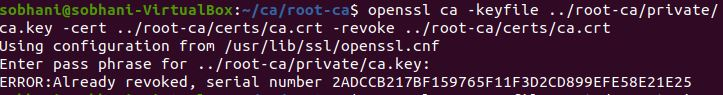 sobhani@sobhani-VirtualBox:~/ca/root-ca$ openssl ca -keyfile ../root-ca/private/
ca.key -cert ../root-ca/certs/ca.crt -revoke ../root-ca/certs/ca.crt
Using configuration from /usr/lib/ssl/openssl.cnf
Enter pass phrase for ../root-ca/private/ca.key:
ERROR:Already revoked, serial number 2ADCCB217BF159765F11F3D2CD899EFE58E21E25